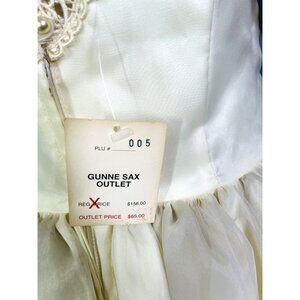 PLU # 005
GUNNE SAX
OUTLET
REG PRICE $156.00
OUTLET PRICE $65.00